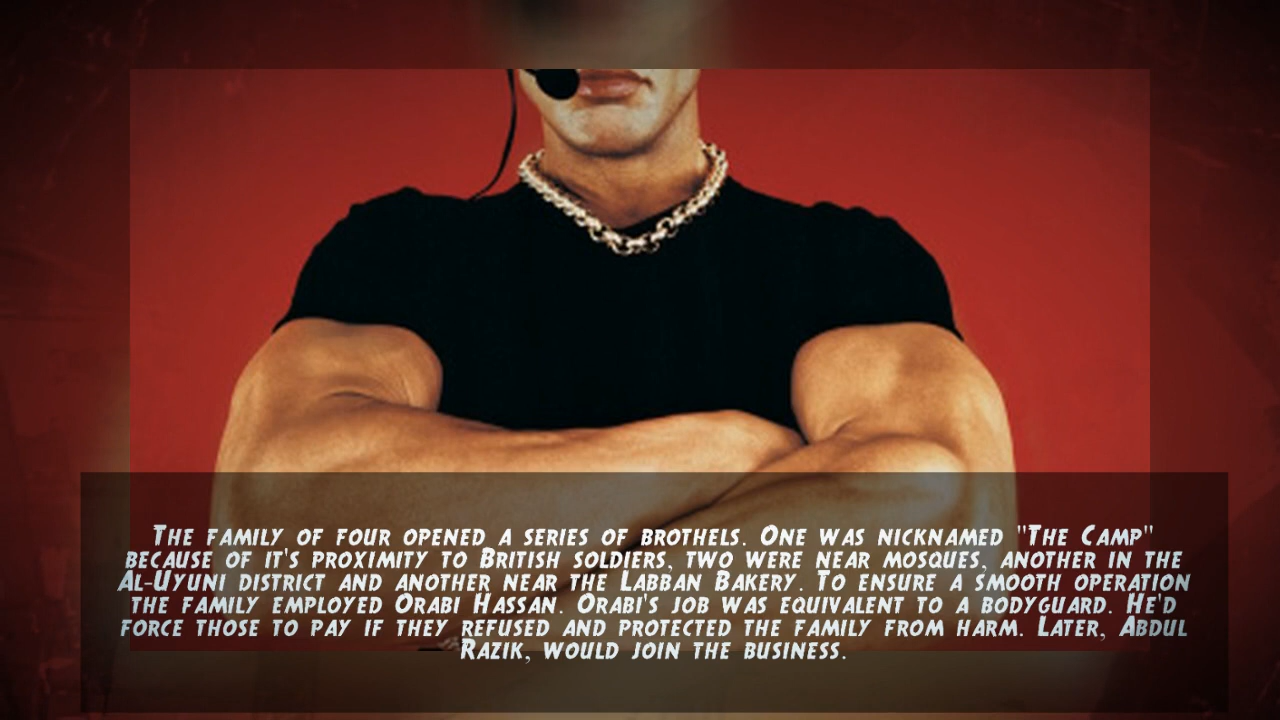 The family of four opened a series of brothels. One was nicknamed "The Camp"
because of it's proximity to British soldiers, two were near mosques, another in the
Al-Uyuni district and another near the Labban Bakery. To ensure a smooth operation
the family employed Orabi Hassan. Orabi's job was equivalent to a bodyguard. He'd
force those to pay if they refused and protected the family from harm. Later, Abdul
Razik, would join the business.